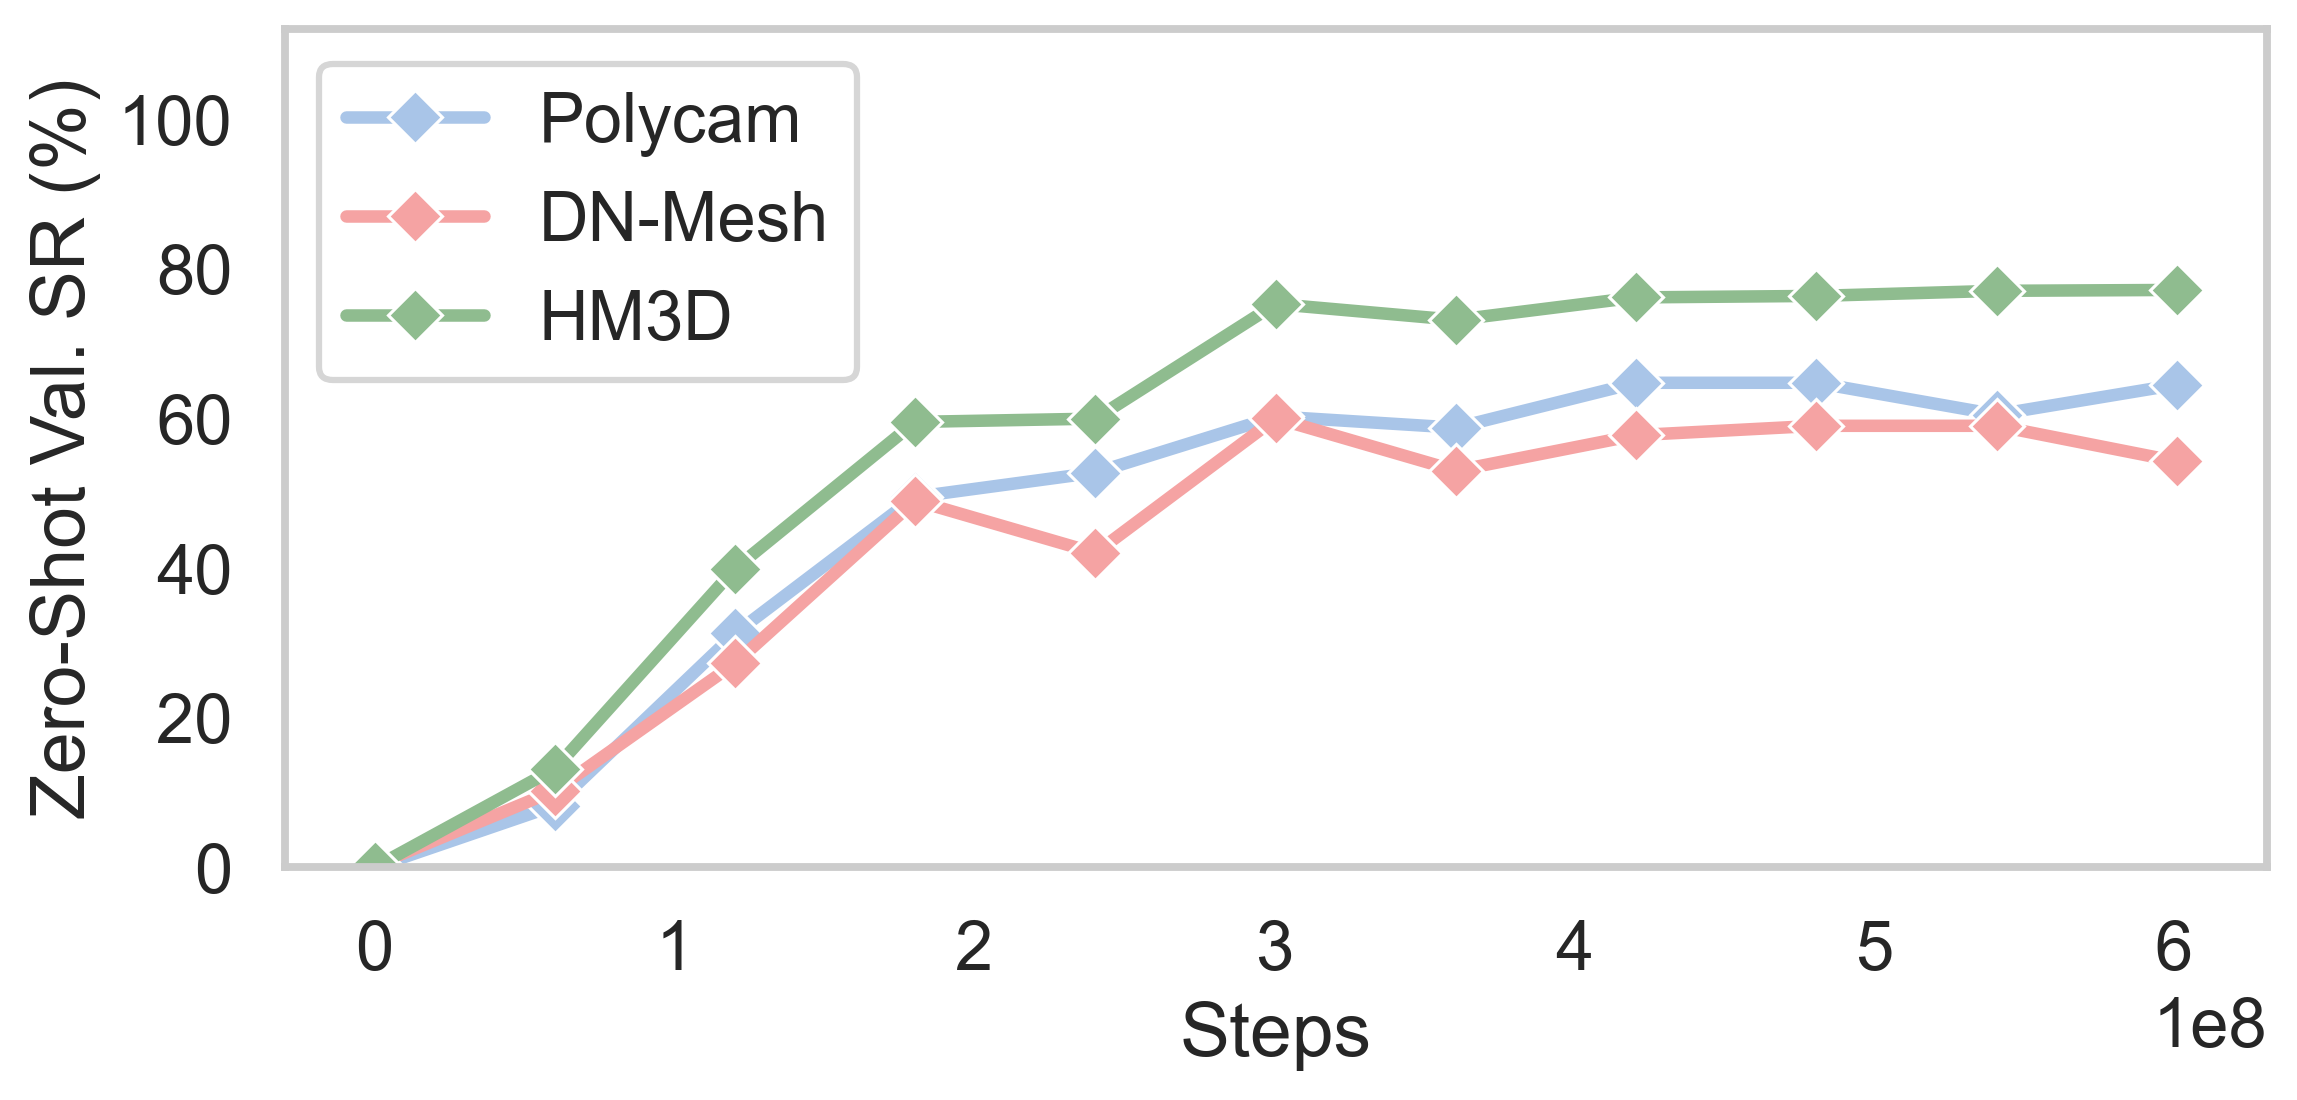 Zero-Shot Val. SR (%)
100
80
60
40
20
0
Polycam
DN-Mesh
HM3D
0 1 2 3 4 5 6
1e8
Steps